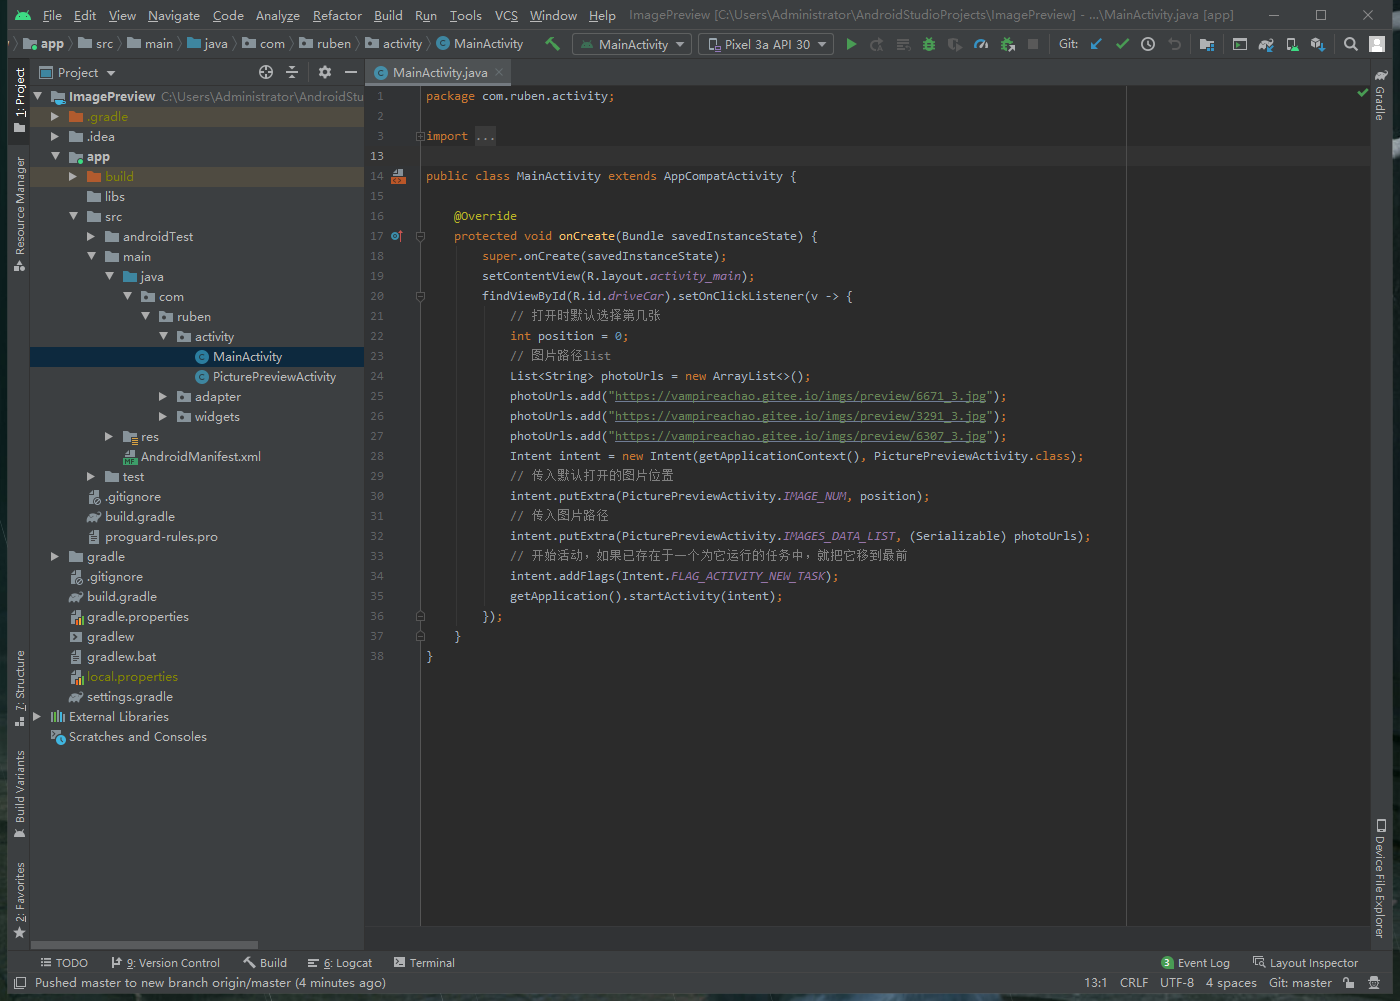 File Edit View Navigate Code Analyze Refactor Build Run Tools VCS Window Help ImagePreview [C:\Users\Administrator\AndroidStudioProjects\ImagePreview] - ...\MainActivity.java [app]
app src main java com ruben activity MainActivity MainActivity Pixel 3a API 30 Git:
Project
MainActivity.java
1: Project
Resource Manager
7: Structure
Build Variants
2: Favorites
ImagePreview C:\Users\Administrator\AndroidStu
.gradle
.idea
app
build
libs
src
androidTest
main
java
com
ruben
activity
MainActivity
PicturePreviewActivity
adapter
widgets
res
AndroidManifest.xml
test
.gitignore
build.gradle
proguard-rules.pro
gradle
.gitignore
build.gradle
gradle.properties
gradlew
gradlew.bat
local.properties
settings.gradle
External Libraries
Scratches and Consoles
1 package com.ruben.activity;
2
3 import ...
13
14 public class MainActivity extends AppCompatActivity {
15
16 @Override
17 protected void onCreate(Bundle savedInstanceState) {
18 super.onCreate(savedInstanceState);
19 setContentView(R.layout.activity_main);
20 findViewById(R.id.driveCar).setOnClickListener(v -> {
21 // 打开时默认选择第几张
22 int position = 0;
23 // 图片路径list
24 List<String> photoUrls = new ArrayList<>();
25 photoUrls.add("https://vampireachao.gitee.io/imgs/preview/6671_3.jpg");
26 photoUrls.add("https://vampireachao.gitee.io/imgs/preview/3291_3.jpg");
27 photoUrls.add("https://vampireachao.gitee.io/imgs/preview/6307_3.jpg");
28 Intent intent = new Intent(getApplicationContext(), PicturePreviewActivity.class);
29 // 传入默认打开的图片位置
30 intent.putExtra(PicturePreviewActivity.IMAGE_NUM, position);
31 // 传入图片路径
32 intent.putExtra(PicturePreviewActivity.IMAGES_DATA_LIST, (Serializable) photoUrls);
33 // 开始活动，如果已存在于一个为它运行的任务中，就把它移到最前
34 intent.addFlags(Intent.FLAG_ACTIVITY_NEW_TASK);
35 getApplication().startActivity(intent);
36 });
37 }
38 }
Gradle
Device File Explorer
TODO 9: Version Control Build 6: Logcat Terminal 3 Event Log Layout Inspector
Pushed master to new branch origin/master (4 minutes ago) 13:1 CRLF UTF-8 4 spaces Git: master